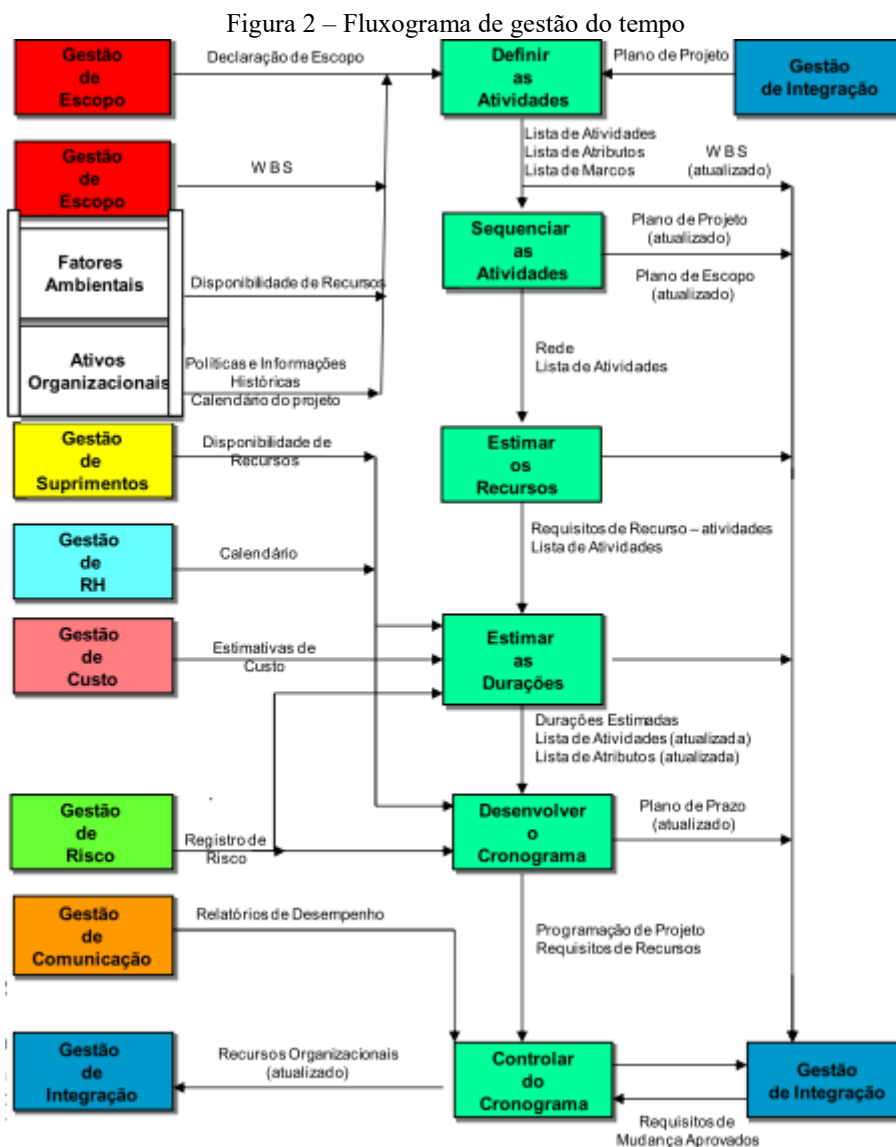 Figura 2 – Fluxograma de gestão do tempo
Gestão
de
Escopo
Declaração de Escopo
Definir
as
Atividades
Plano de Projeto
Gestão
de Integração
Lista de Atividades
Lista de Atributos
Lista de Marcos
W B S
(atualizado)
Gestão
de
Escopo
W B S
Sequenciar
as
Atividades
Plano de Projeto
(atualizado)
Plano de Escopo
(atualizado)
Fatores
Ambientais
Disponibilidade de Recursos
Ativos
Organizacionais
Políticas e Informações
Históricas
Calendário do projeto
Rede
Lista de Atividades
Gestão
de
Suprimentos
Disponibilidade de
Recursos
Estimar
os
Recursos
Requisitos de Recurso – atividades
Lista de Atividades
Gestão
de
RH
Calendário
Gestão
de
Custo
Estimativas de
Custo
Estimar
as
Durações
Durações Estimadas
Lista de Atividades (atualizada)
Lista de Atributos (atualizada)
Gestão
de
Risco
Registro de
Risco
Desenvolver
o
Cronograma
Plano de Prazo
(atualizado)
Gestão
de
Comunicação
Relatórios de Desempenho
Programação de Projeto
Requisitos de Recursos
Gestão
de
Integração
Recursos Organizacionais
(atualizado)
Controlar
do
Cronograma
Gestão
de Integração
Requisitos de
Mudança Aprovados